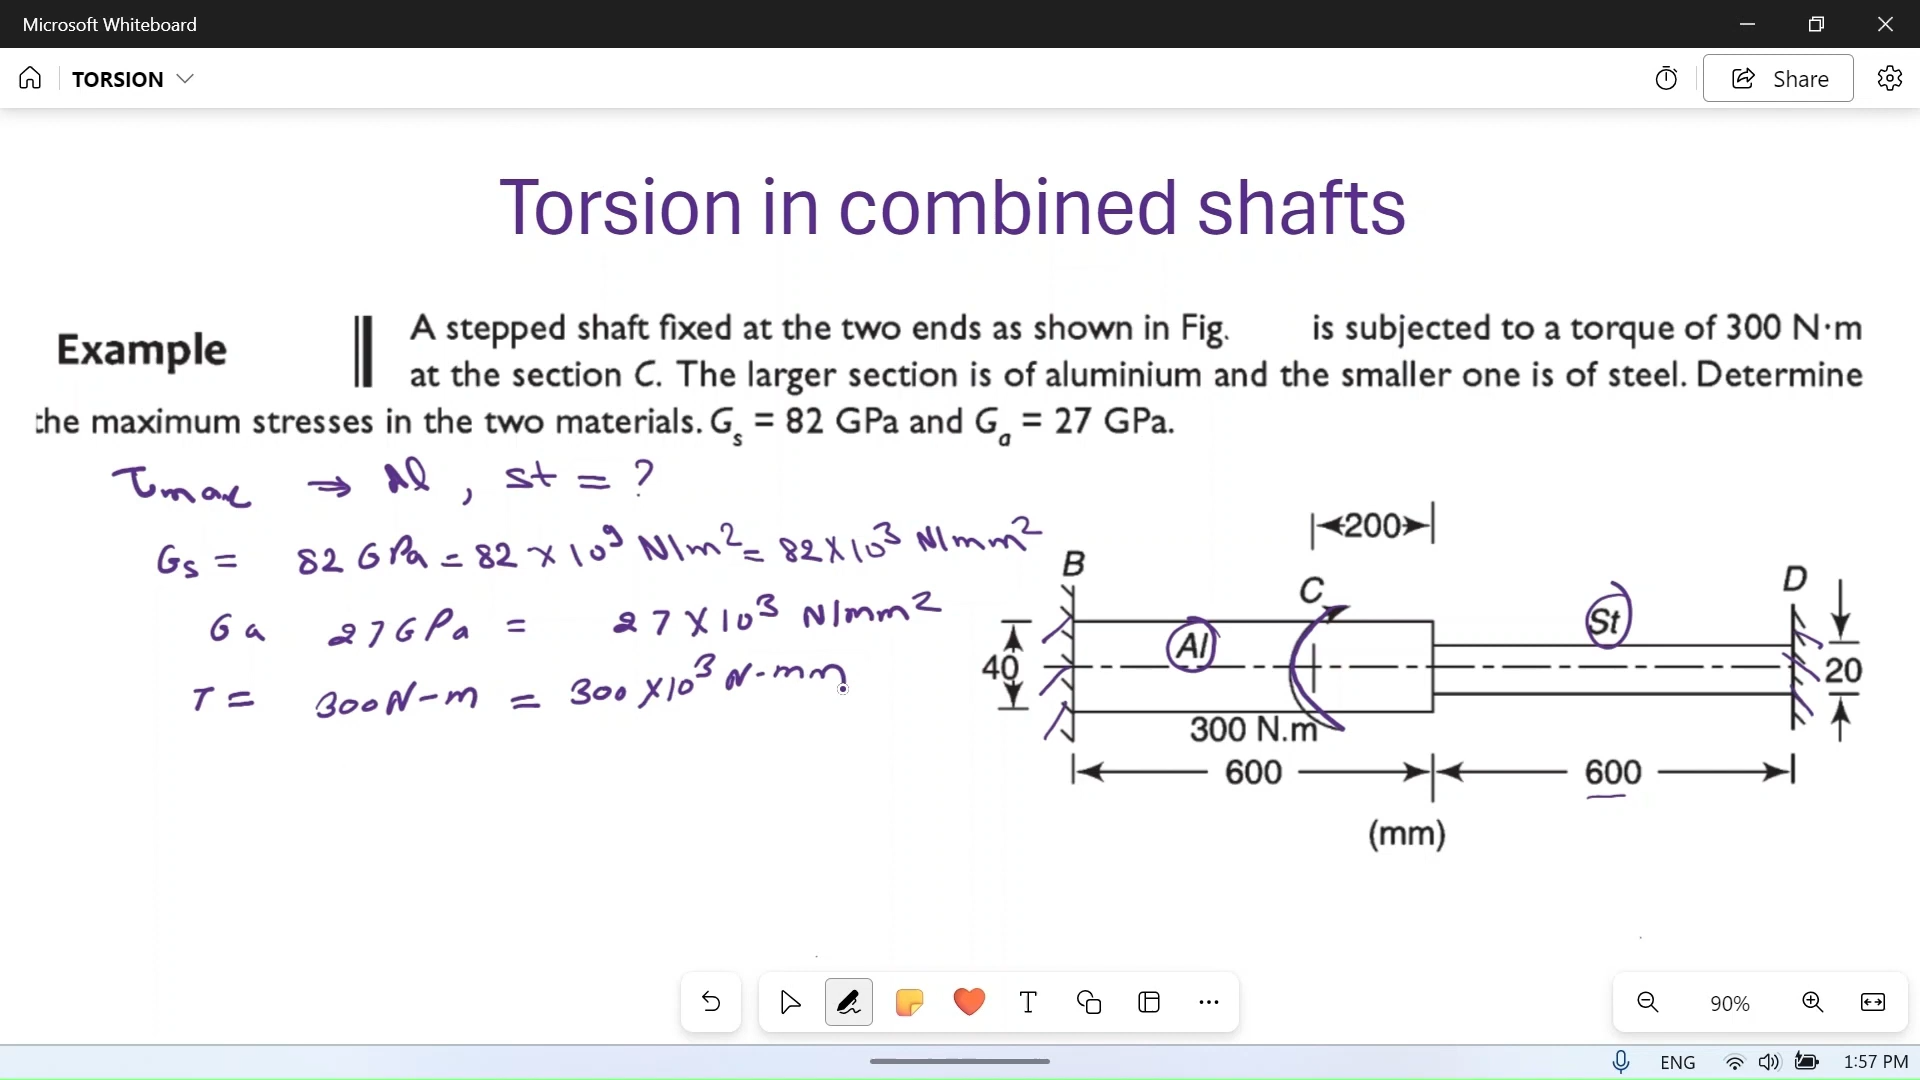 Microsoft Whiteboard
TORSION
Share
Torsion in combined shafts
Example
A stepped shaft fixed at the two ends as shown in Fig. is subjected to a torque of 300 N·m
at the section C. The larger section is of aluminium and the smaller one is of steel. Determine
the maximum stresses in the two materials. Gs = 82 GPa and Ga = 27 GPa.
τmax → Al, st = ?
Gs = 82 GPa = 82 × 10⁹ N/m² = 82 × 10³ N/mm²
Ga 27 GPa = 27 × 10³ N/mm²
T = 300 N-m = 300 × 10³ N-mm
200
B
C
D
Al
St
40
20
300 N.m
600
600
(mm)
T
90%
ENG
1:57 PM